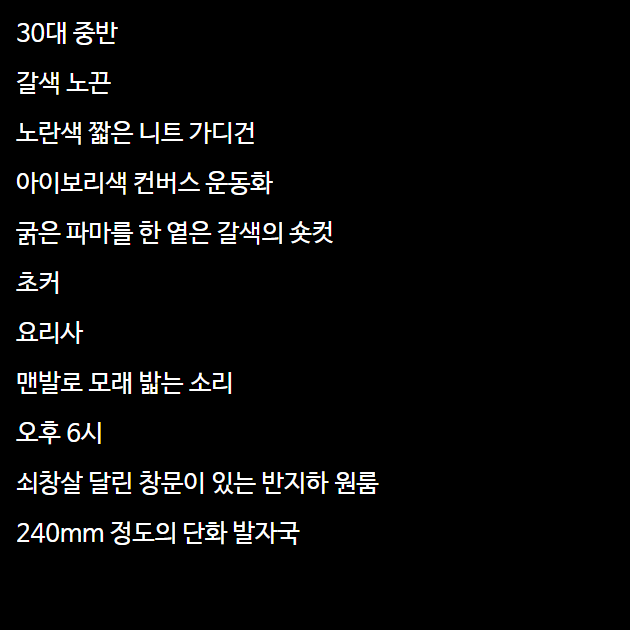 30대 중반
갈색 노끈
노란색 짧은 니트 가디건
아이보리색 컨버스 운동화
굵은 파마를 한 옅은 갈색의 숏컷
초커
요리사
맨발로 모래 밟는 소리
오후 6시
쇠창살 달린 창문이 있는 반지하 원룸
240mm 정도의 단화 발자국